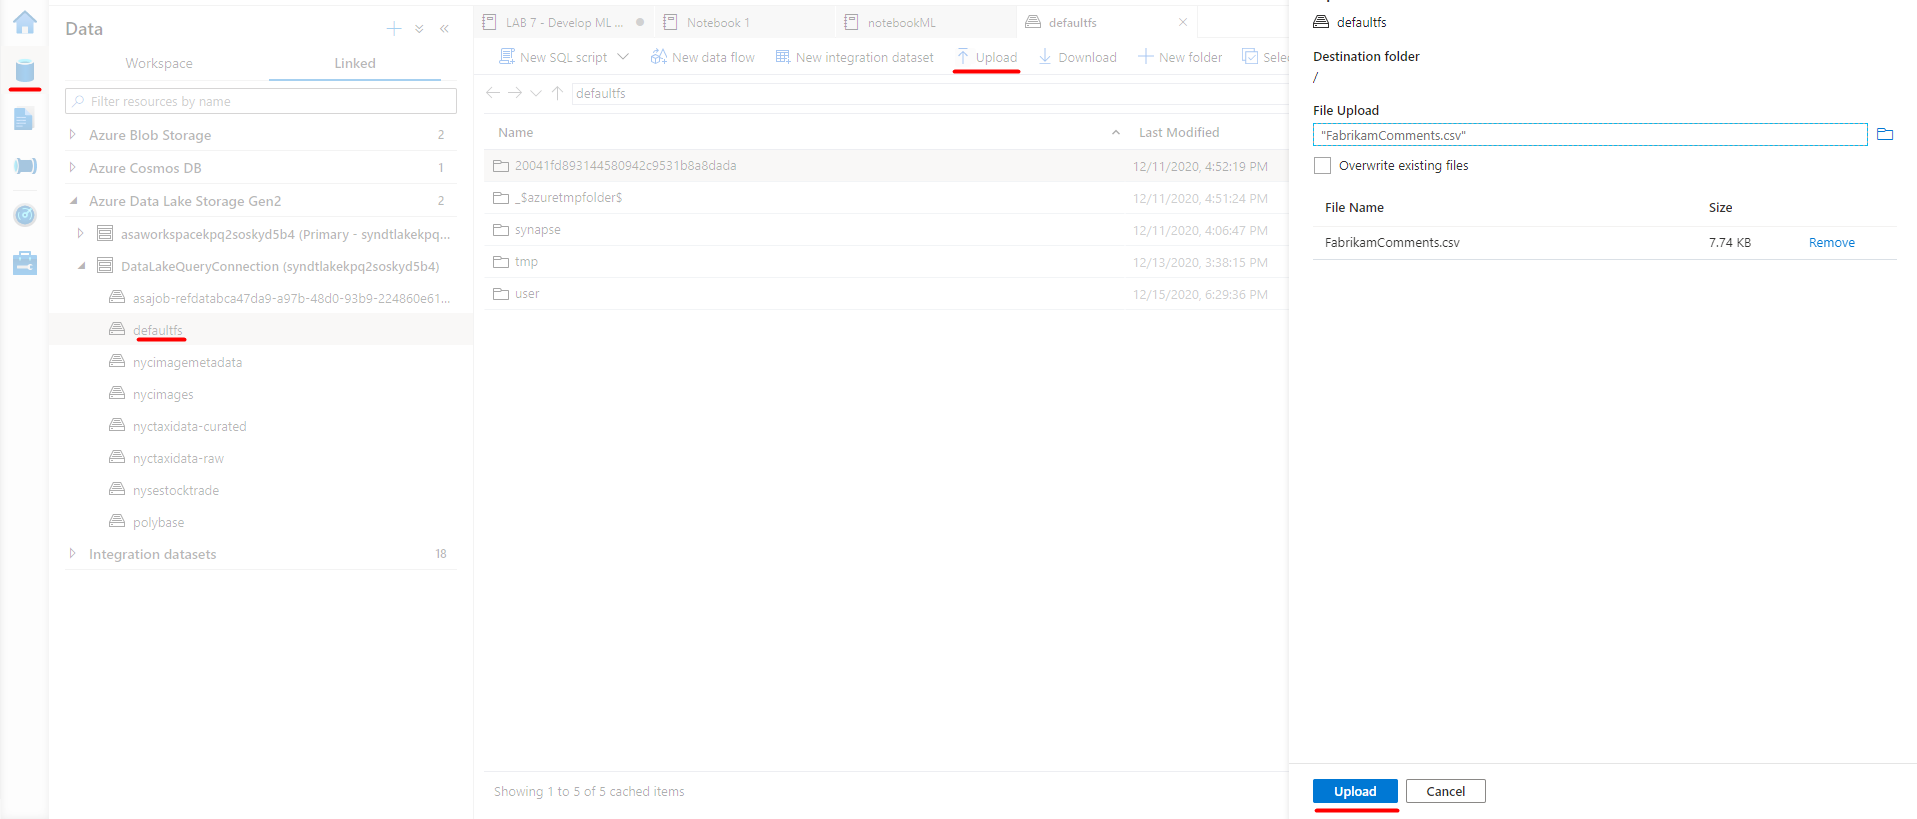 Data
Workspace
Linked
Filter resources by name
Azure Blob Storage 2
Azure Cosmos DB 1
Azure Data Lake Storage Gen2 2
asaworkspacekpq2soskyd5b4 (Primary - syndtlakekpq...
DataLakeQueryConnection (syndtlakekpq2soskyd5b4)
asajob-refdatabca47da9-a97b-48d0-93b9-224860e61...
defaultfs
nycimagemetadata
nycimages
nyctaxidata-curated
nyctaxidata-raw
nysestocktrade
polybase
Integration datasets 18
LAB 7 - Develop ML ...
Notebook 1
notebookML
defaultfs
New SQL script
New data flow
New integration dataset
Upload
Download
New folder
Selec
defaultfs
Name Last Modified
20041fd893144580942c9531b8a8dada 12/11/2020, 4:52:19 PM
_$azuretmpfolder$ 12/11/2020, 4:51:24 PM
synapse 12/11/2020, 4:06:47 PM
tmp 12/13/2020, 3:38:15 PM
user 12/15/2020, 6:29:36 PM
Showing 1 to 5 of 5 cached items
defaultfs
Destination folder
/
File Upload
"FabrikamComments.csv"
Overwrite existing files
File Name Size
FabrikamComments.csv 7.74 KB Remove
Upload
Cancel